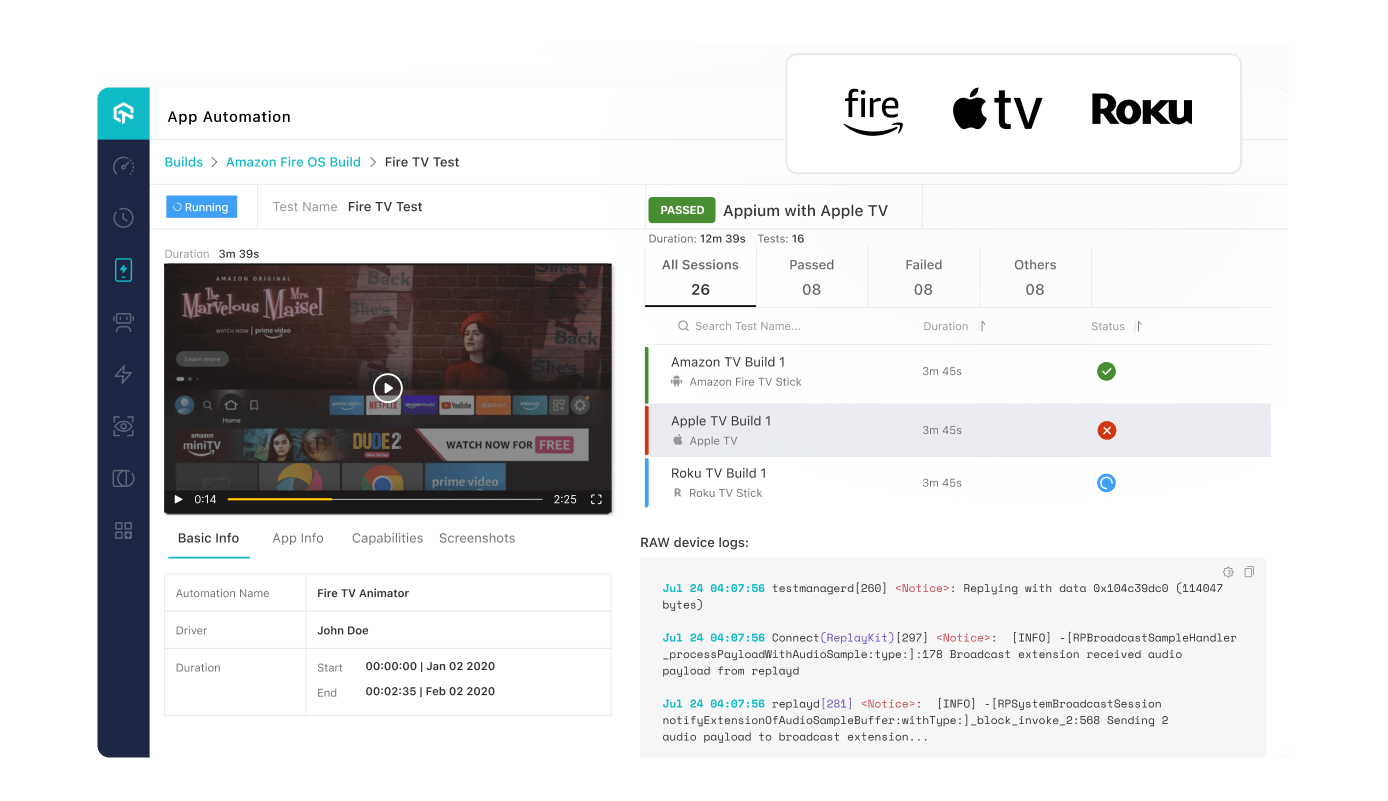 fire
tv
Roku
App Automation
Builds > Amazon Fire OS Build > Fire TV Test
Running
Test Name Fire TV Test
PASSED Appium with Apple TV
Duration: 12m 39s Tests: 16
Duration 3m 39s
AMAZON ORIGINAL
The Marvelous Mrs. Maisel
WATCH NOW | prime video
Learn more
She's
Back
Back
She's
Home
prime video
NETFLIX
amazon music
YouTube
amazon miniTV
DUDE 2
New Series
WATCH NOW FOR FREE
prime video
0:14
2:25
Basic Info App Info Capabilities Screenshots
Automation Name Fire TV Animator
Driver John Doe
Duration Start 00:00:00 | Jan 02 2020
End 00:02:35 | Feb 02 2020
All Sessions Passed Failed Others
26 08 08 08
Search Test Name... Duration Status
Amazon TV Build 1
Amazon Fire TV Stick
3m 45s
Apple TV Build 1
Apple TV
3m 45s
Roku TV Build 1
R Roku TV Stick
3m 45s
RAW device logs:
Jul 24 04:07:56 testmanagerd[260] <Notice>: Replying with data 0x104c39dc0 (114047
bytes)
Jul 24 04:07:56 Connect(ReplayKit)[297] <Notice>: [INFO] -[RPBroadcastSampleHandler
_processPayloadWithAudioSample:type:]:178 Broadcast extension received audio
payload from replayd
Jul 24 04:07:56 replayd[281] <Notice>: [INFO] -[RPSystemBroadcastSession
notifyExtensionOfAudioSampleBuffer:withType:]_block_invoke_2:568 Sending 2
audio payload to broadcast extension...